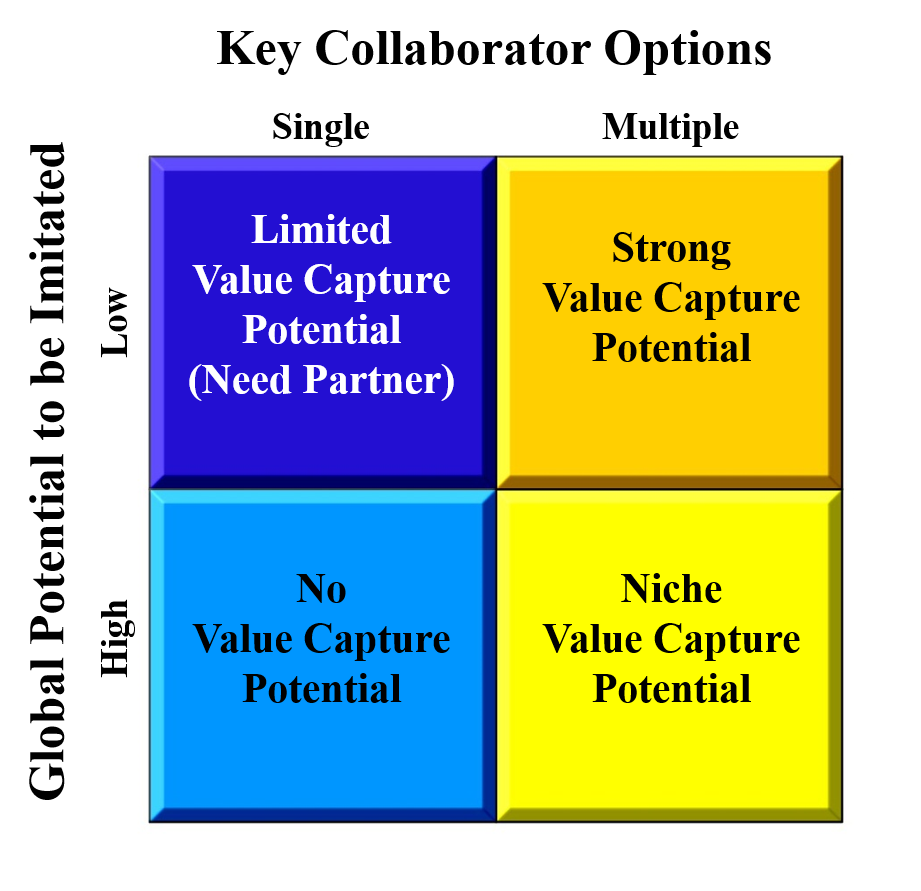 Key Collaborator Options
Single
Multiple
Global Potential to be Imitated
Low
Limited
Value Capture
Potential
(Need Partner)
Strong
Value Capture
Potential
High
No
Value Capture
Potential
Niche
Value Capture
Potential